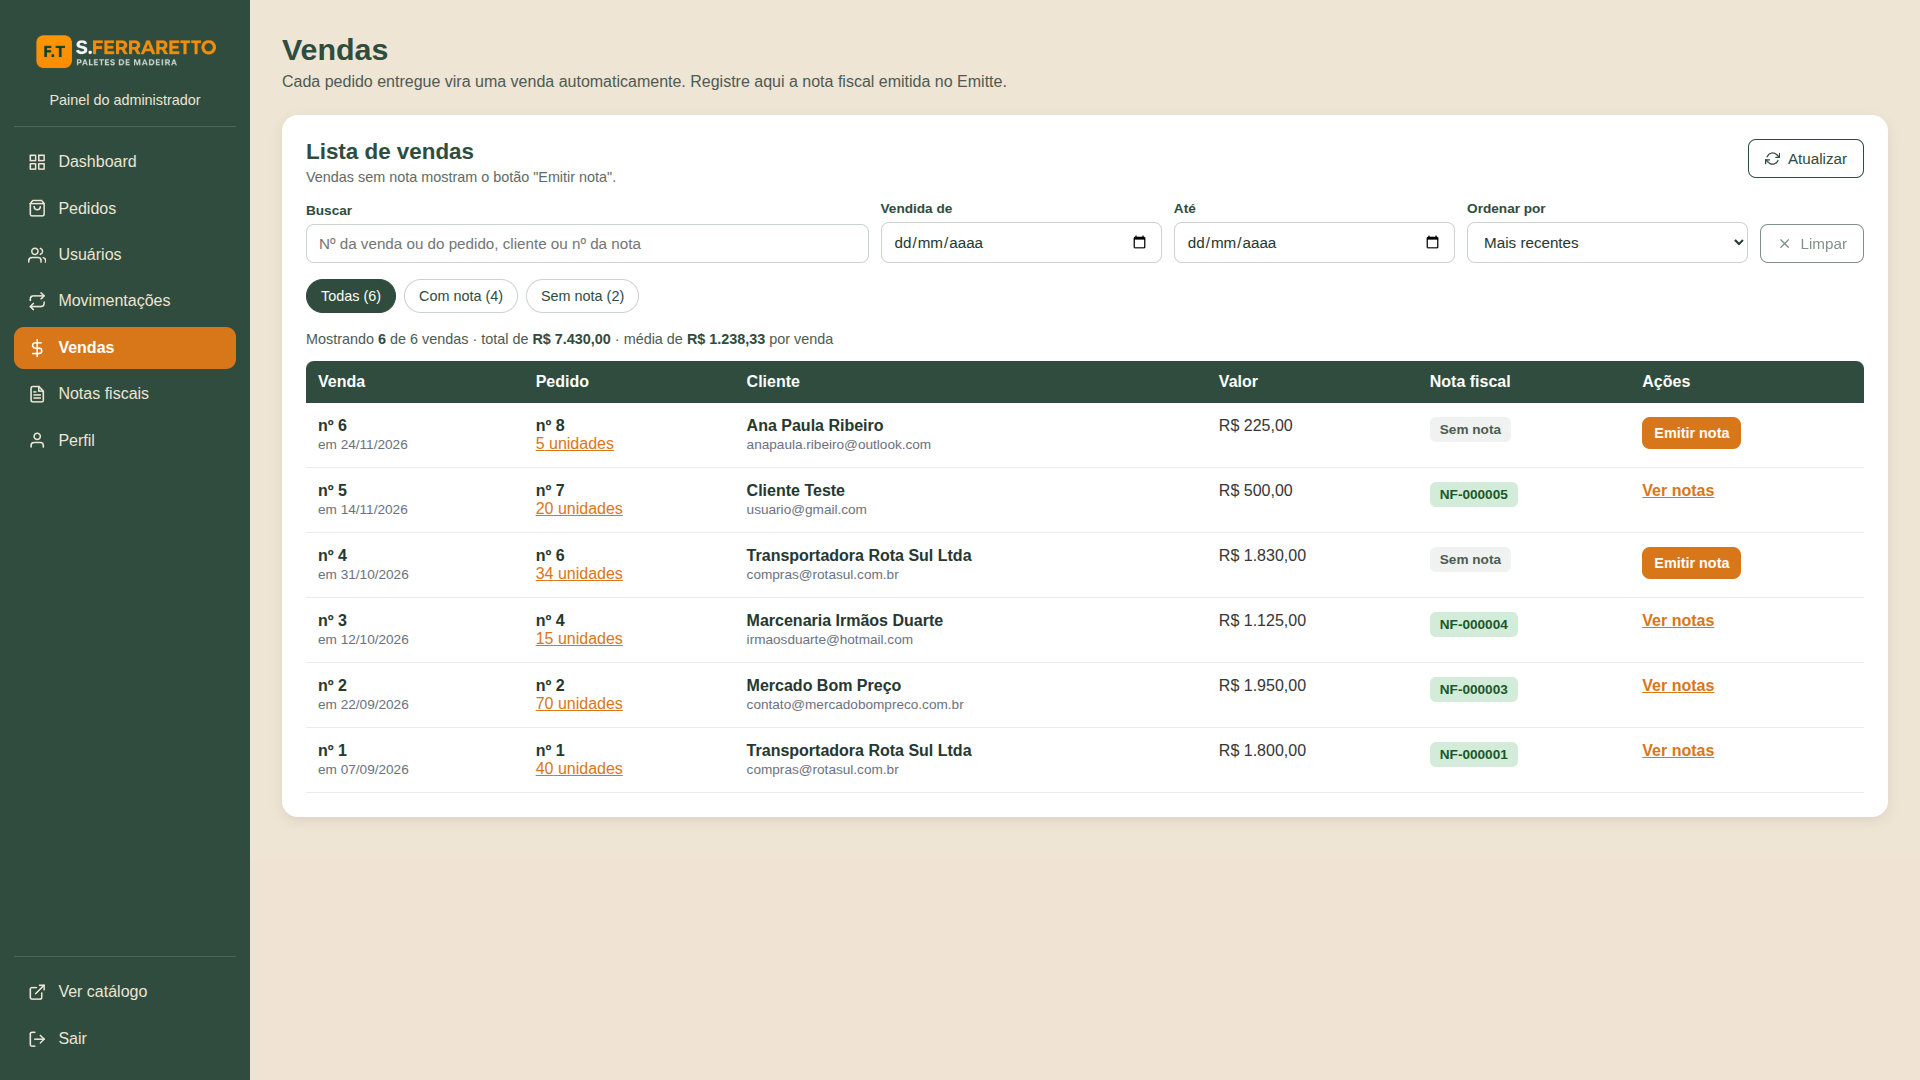 F.T S.FERRARETTO
PALETES DE MADEIRA
Painel do administrador
Dashboard
Pedidos
Usuários
Movimentações
Vendas
Notas fiscais
Perfil
Ver catálogo
Sair
Vendas
Cada pedido entregue vira uma venda automaticamente. Registre aqui a nota fiscal emitida no Emitte.
Lista de vendas
Vendas sem nota mostram o botão "Emitir nota".
Atualizar
Buscar Vendida de Até Ordenar por
Nº da venda ou do pedido, cliente ou nº da nota dd/mm/aaaa dd/mm/aaaa Mais recentes Limpar
Todas (6) Com nota (4) Sem nota (2)
Mostrando 6 de 6 vendas · total de R$ 7.430,00 · média de R$ 1.238,33 por venda
Venda Pedido Cliente Valor Nota fiscal Ações
nº 6 nº 8 Ana Paula Ribeiro R$ 225,00 Sem nota Emitir nota
em 24/11/2026 5 unidades anapaula.ribeiro@outlook.com
nº 5 nº 7 Cliente Teste R$ 500,00 NF-000005 Ver notas
em 14/11/2026 20 unidades usuario@gmail.com
nº 4 nº 6 Transportadora Rota Sul Ltda R$ 1.830,00 Sem nota Emitir nota
em 31/10/2026 34 unidades compras@rotasul.com.br
nº 3 nº 4 Marcenaria Irmãos Duarte R$ 1.125,00 NF-000004 Ver notas
em 12/10/2026 15 unidades irmaosduarte@hotmail.com
nº 2 nº 2 Mercado Bom Preço R$ 1.950,00 NF-000003 Ver notas
em 22/09/2026 70 unidades contato@mercadobompreco.com.br
nº 1 nº 1 Transportadora Rota Sul Ltda R$ 1.800,00 NF-000001 Ver notas
em 07/09/2026 40 unidades compras@rotasul.com.br